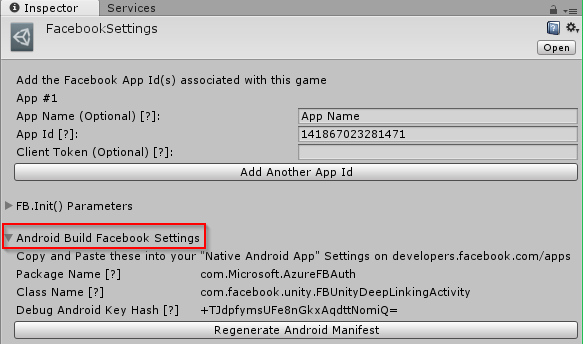 Inspector Services
FacebookSettings
Open
Add the Facebook App Id(s) associated with this game
App #1
App Name (Optional) [?]: App Name
App Id [?]: 141867023281471
Client Token (Optional) [?]:
Add Another App Id
FB.Init() Parameters
Android Build Facebook Settings
Copy and Paste these into your "Native Android App" Settings on developers.facebook.com/apps
Package Name [?] com.Microsoft.AzureFBAuth
Class Name [?] com.facebook.unity.FBUnityDeepLinkingActivity
Debug Android Key Hash [?] +TJdpfymsUFe8nGkxAqdttNomiQ=
Regenerate Android Manifest